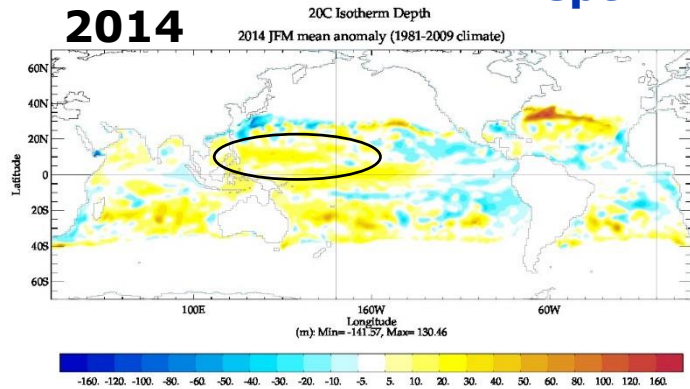 2014
20C Isotherm Depth
2014 JFM mean anomaly (1981-2009 climate)
60N
40N
20N
0
20S
40S
60S
Latitude
100E
160W
60W
Longitude
(m): Min= -141.57, Max= 130.46
-160. -120. -100. -80. -60. -40. -30. -20. -10. -5. 5. 10. 20. 30. 40. 50. 60. 80. 100. 120. 160.